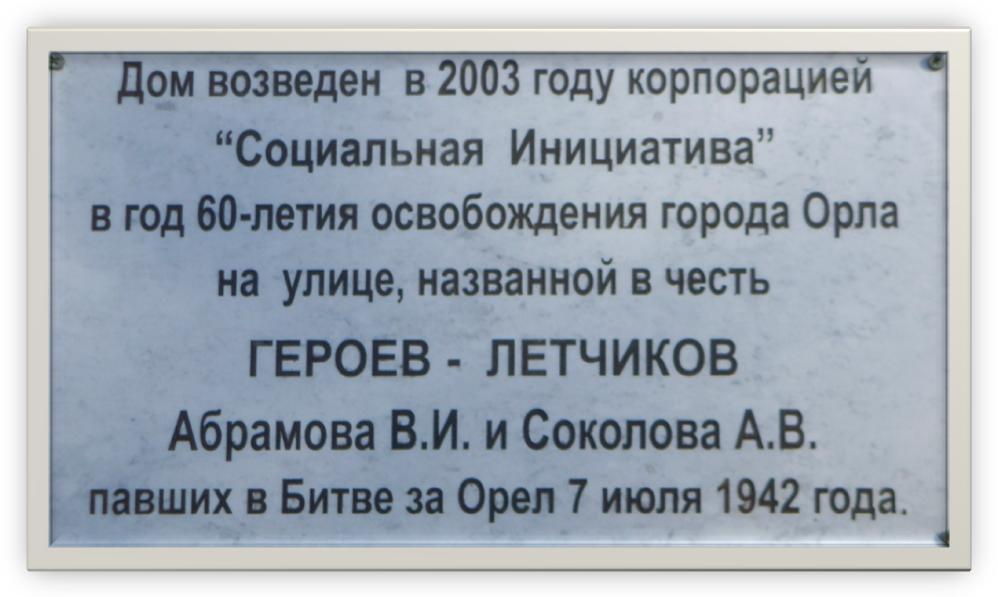 Дом возведен в 2003 году корпорацией
“Социальная Инициатива”
в год 60-летия освобождения города Орла
на улице, названной в честь
ГЕРОЕВ - ЛЕТЧИКОВ
Абрамова В.И. и Соколова А.В.
павших в Битве за Орел 7 июля 1942 года.